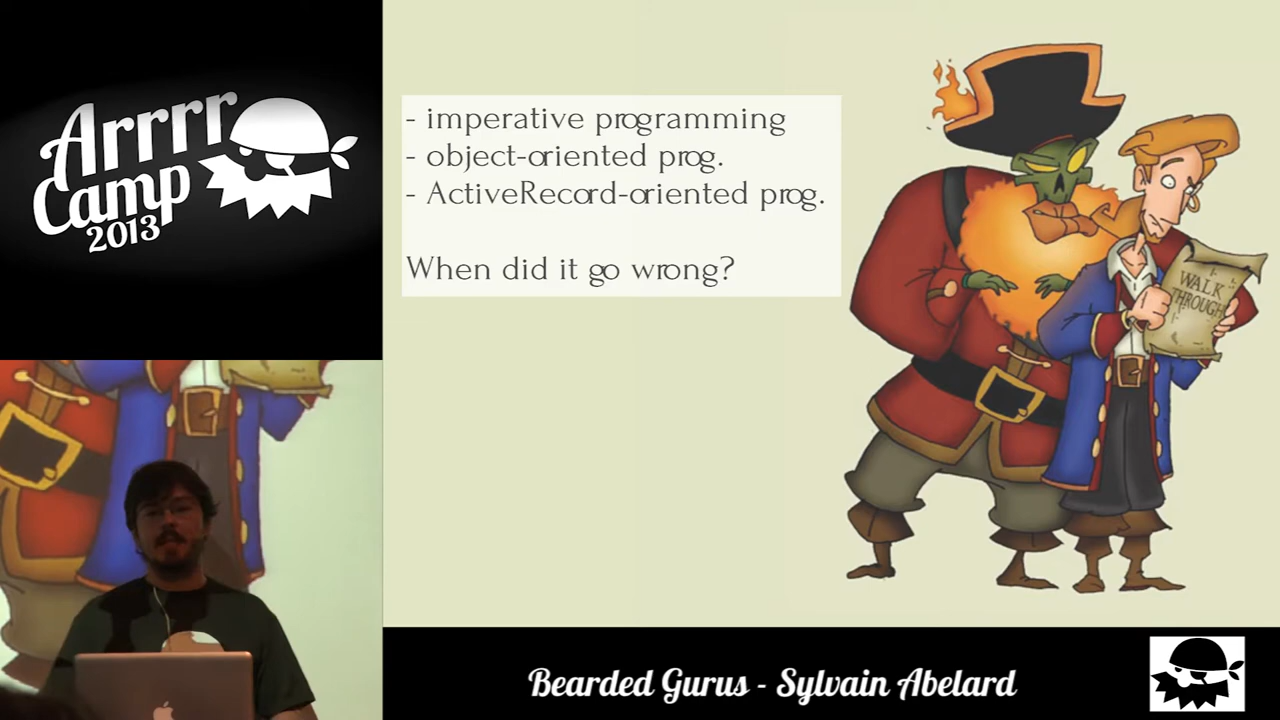 Arrrr
Camp
2013
- imperative programming
- object-oriented prog.
- ActiveRecord-oriented prog.
When did it go wrong?
WALK
THROUGH
Bearded Gurus - Sylvain Abelard